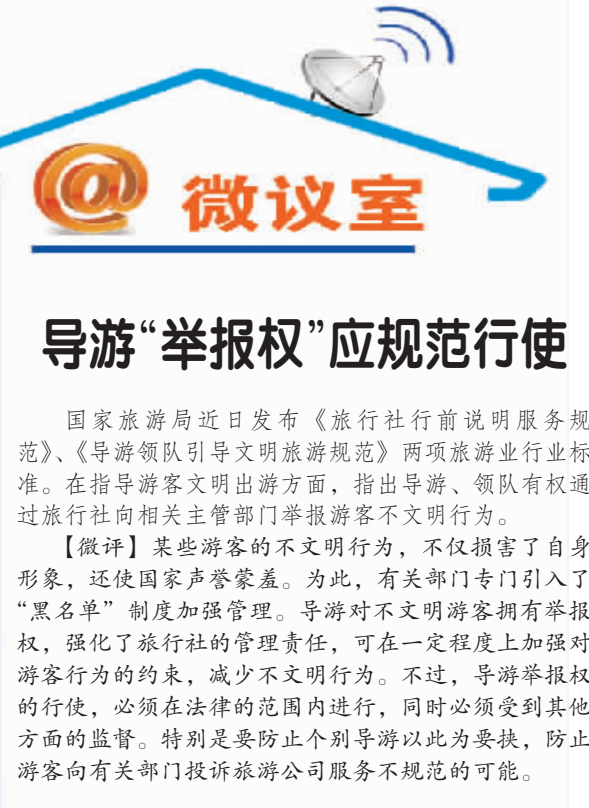 @ 微议室
导游“举报权”应规范行使
国家旅游局近日发布《旅行社行前说明服务规
范》、《导游领队引导文明旅游规范》两项旅游业行业标
准。在指导游客文明出游方面，指出导游、领队有权通
过旅行社向相关主管部门举报游客不文明行为。
【微评】某些游客的不文明行为，不仅损害了自身
形象，还使国家声誉蒙羞。为此，有关部门专门引入了
“黑名单”制度加强管理。导游对不文明游客拥有举报
权，强化了旅行社的管理责任，可在一定程度上加强对
游客行为的约束，减少不文明行为。不过，导游举报权
的行使，必须在法律的范围内进行，同时必须受到其他
方面的监督。特别是要防止个别导游以此为要挟，防止
游客向有关部门投诉旅游公司服务不规范的可能。